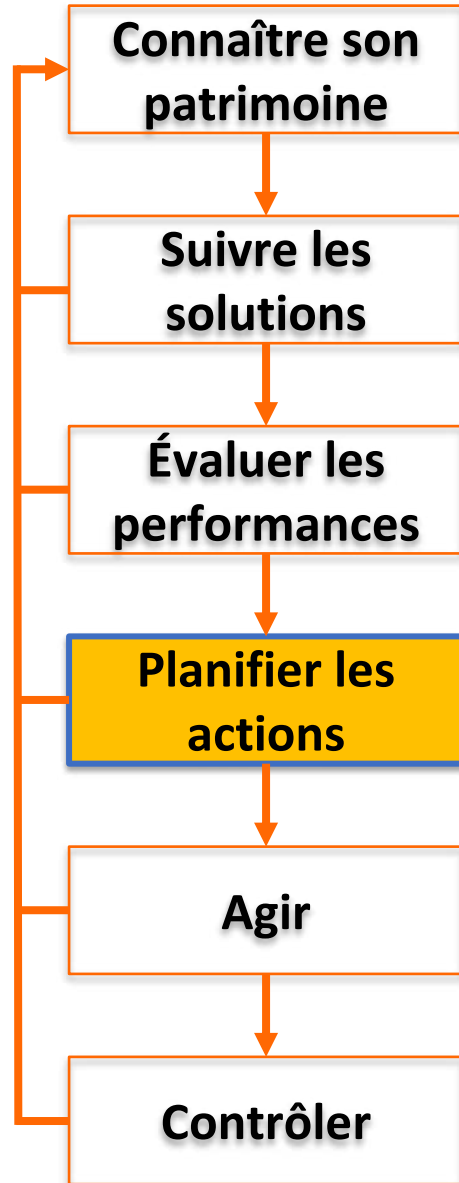 Connaître son
patrimoine
Suivre les
solutions
Évaluer les
performances
Planifier les
actions
Agir
Contrôler